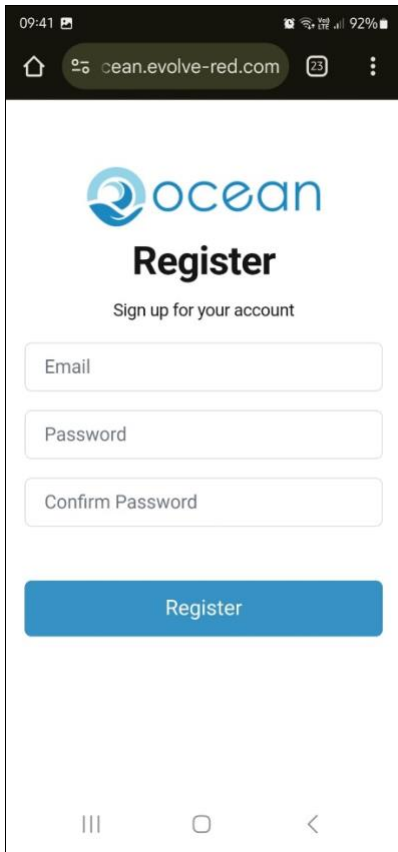 09:41 92%
cean.evolve-red.com 23
ocean
Register
Sign up for your account
Email
Password
Confirm Password
Register